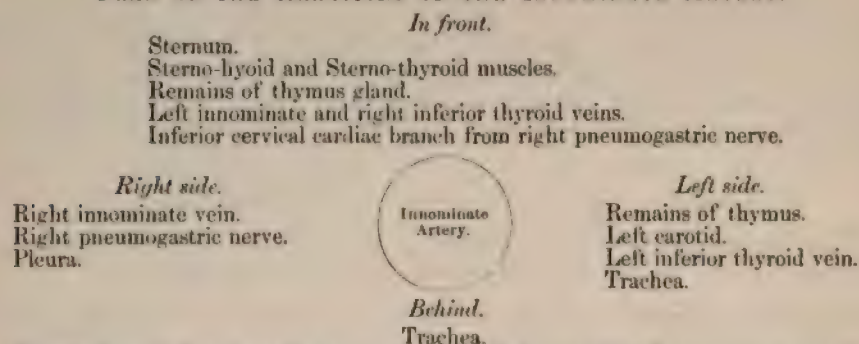 In front.
Sternum.
Sterno-hyoid and Sterno-thyroid muscles.
Remains of thymus gland.
Left innominate and right inferior thyroid veins.
Inferior cervical cardiac branch from right pneumogastric nerve.
Right side.
Right innominate vein.
Right pneumogastric nerve.
Pleura.
Innominate
Artery.
Left side.
Remains of thymus.
Left carotid.
Left inferior thyroid vein.
Trachea.
Behind.
Trachea.